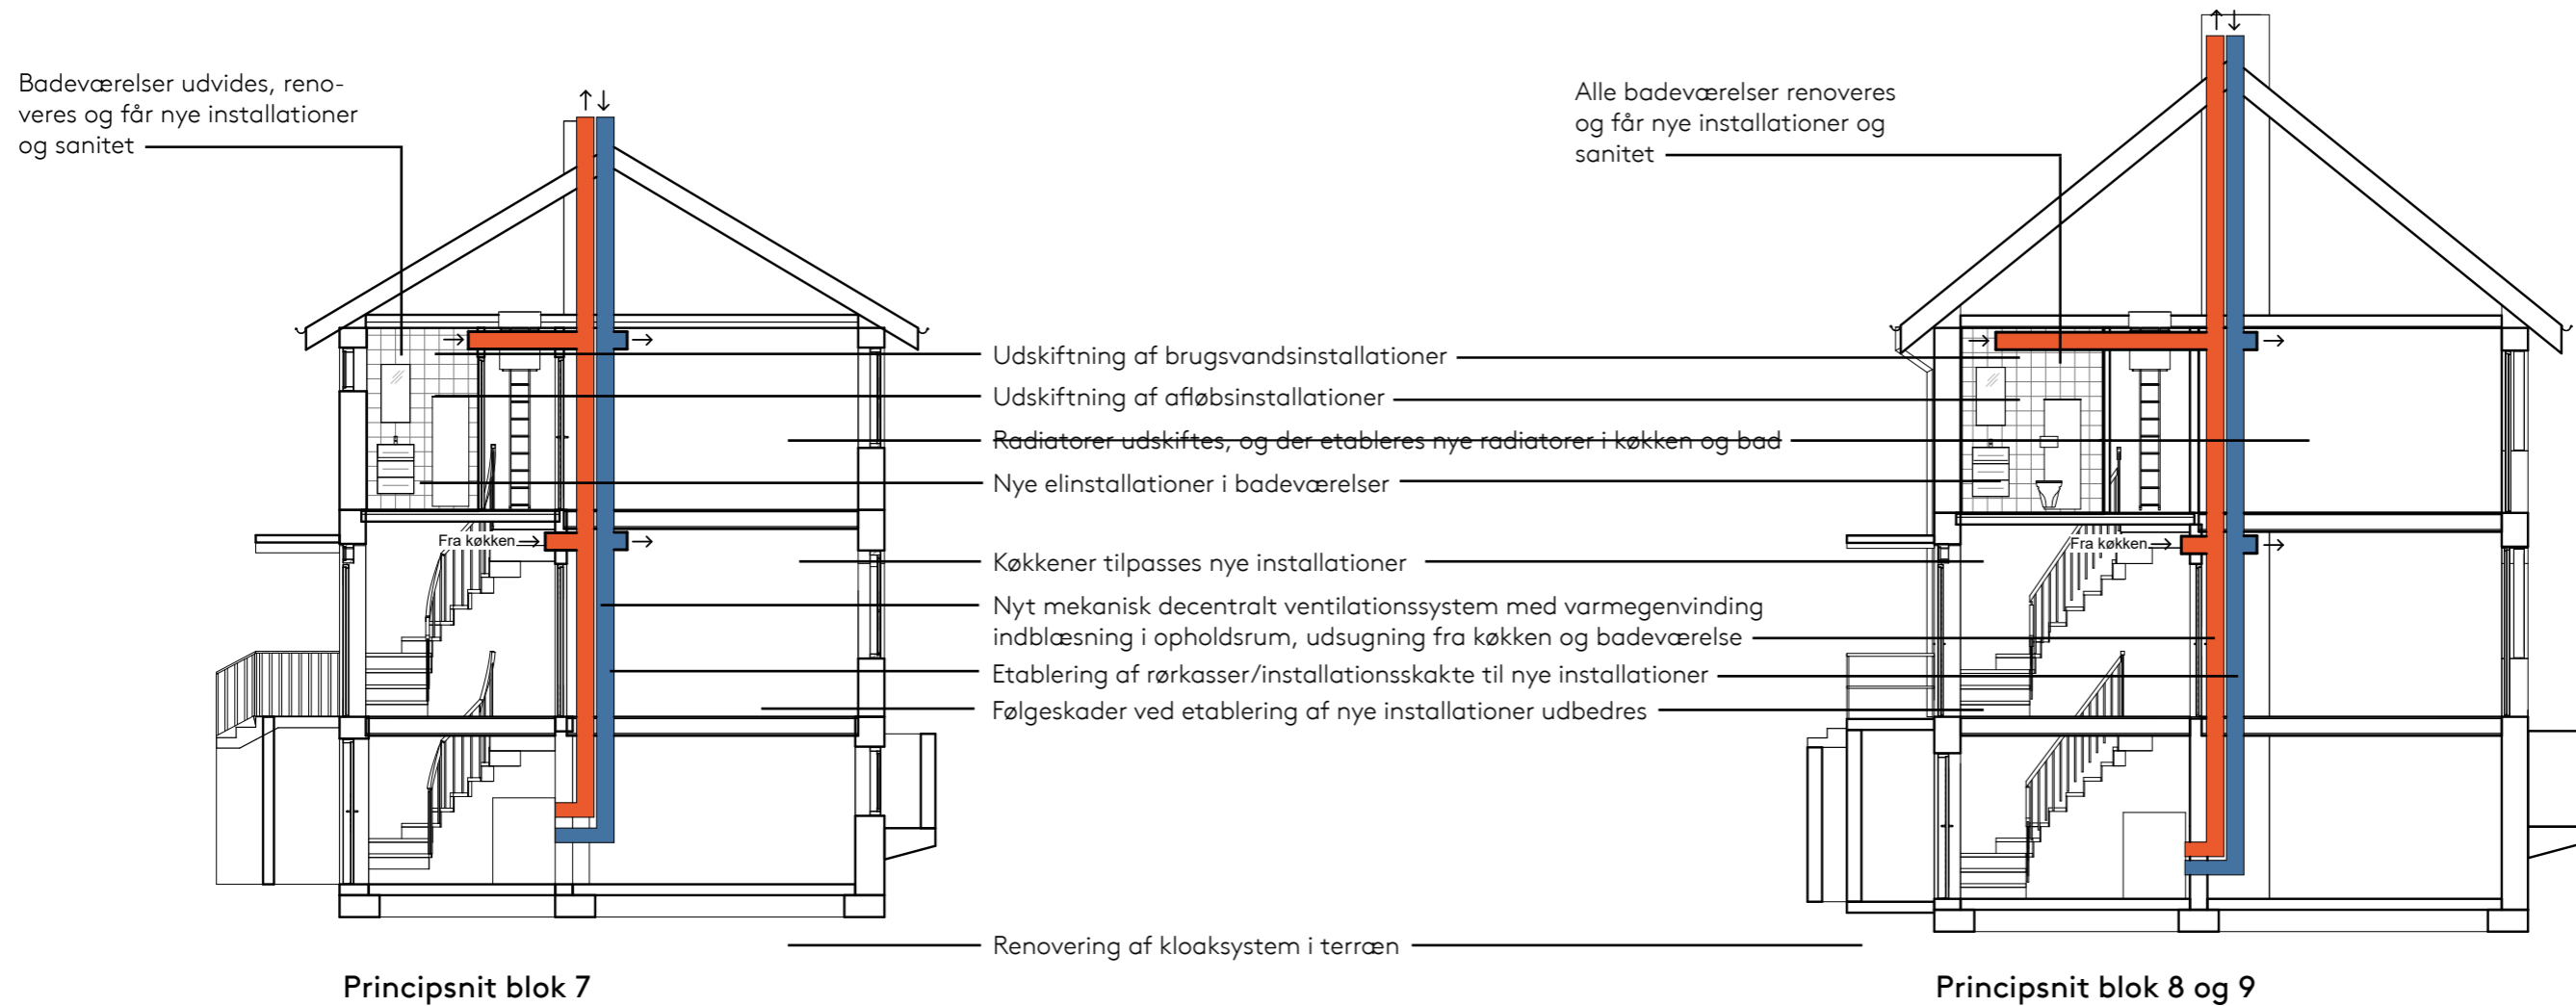 Badeværelser udvides, reno-
veres og får nye installationer
og sanitet
Alle badeværelser renoveres
og får nye installationer og
sanitet
Udskiftning af brugsvandsinstallationer
Udskiftning af afløbsinstallationer
Radiatorer udskiftes, og der etableres nye radiatorer i køkken og bad
Nye elinstallationer i badeværelser
Fra køkken
Fra køkken
Køkkener tilpasses nye installationer
Nyt mekanisk decentralt ventilationssystem med varmegenvinding
indblæsning i opholdsrum, udsugning fra køkken og badeværelse
Etablering af rørkasser/installationsskakte til nye installationer
Følgeskader ved etablering af nye installationer udbedres
Renovering af kloaksystem i terræn
Principsnit blok 7
Principsnit blok 8 og 9